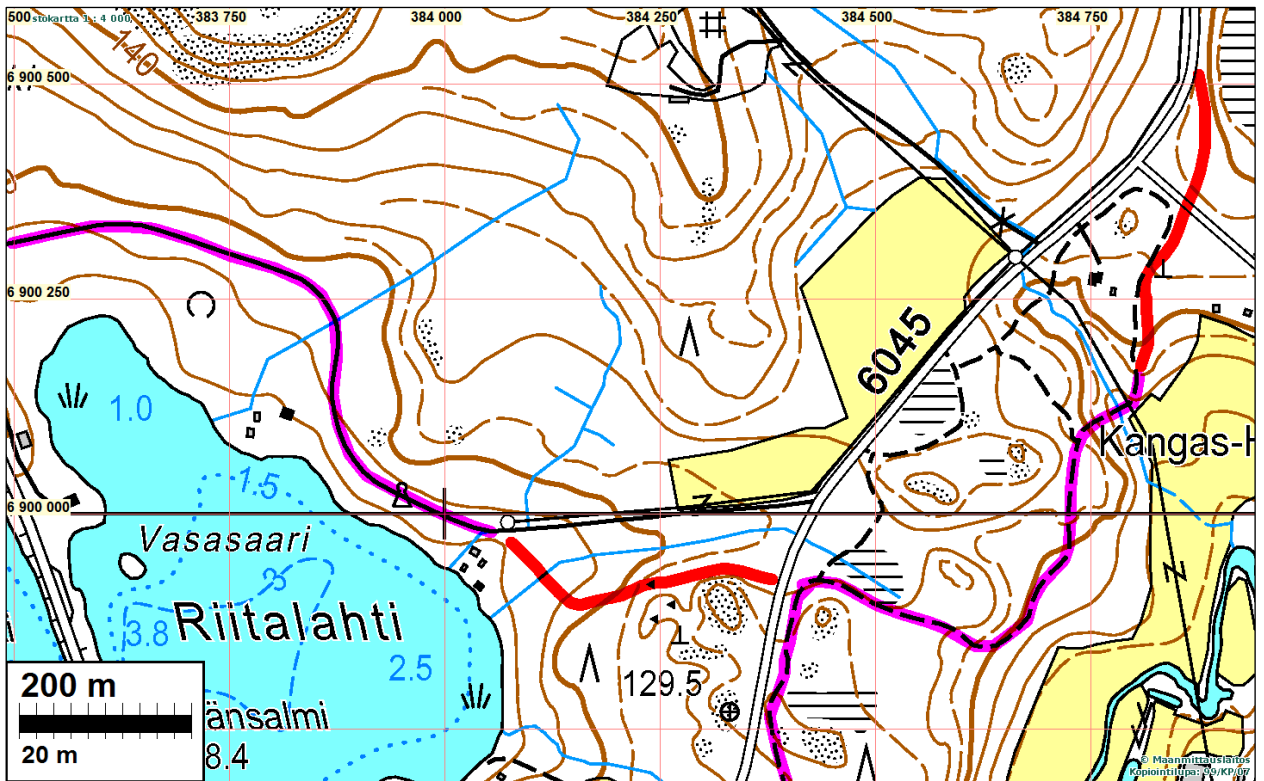 500
stokartta 1 : 4 000,
383 750
384 000
384 250
384 500
384 750
140
6 900 500
6 900 250
6045
1.0
Kangas-H
1.5
6 900 000
Vasasaari
3
Riitalahti
3.8
2.5
129.5
200 m
änsalmi
20 m
8.4
© Maanmittauslaitos
Kopiointilupa: 99/KP/07